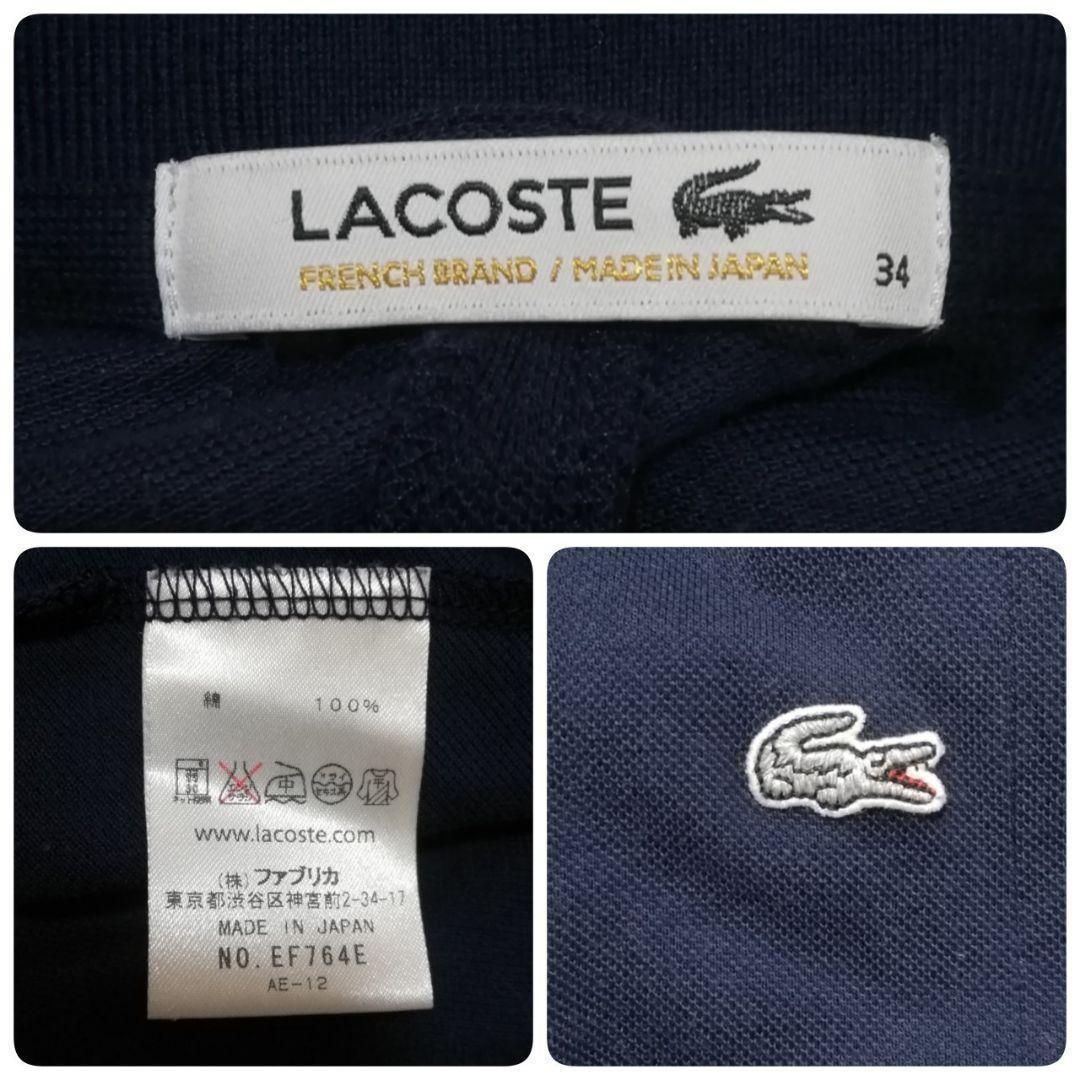 LACOSTE
FRENCH BRAND / MADE IN JAPAN 34
綿 100%
中
www.lacoste.com
(株) ファブリカ
東京都渋谷区神宮前2-34-17
MADE IN JAPAN
NO. EF764E
AE-12